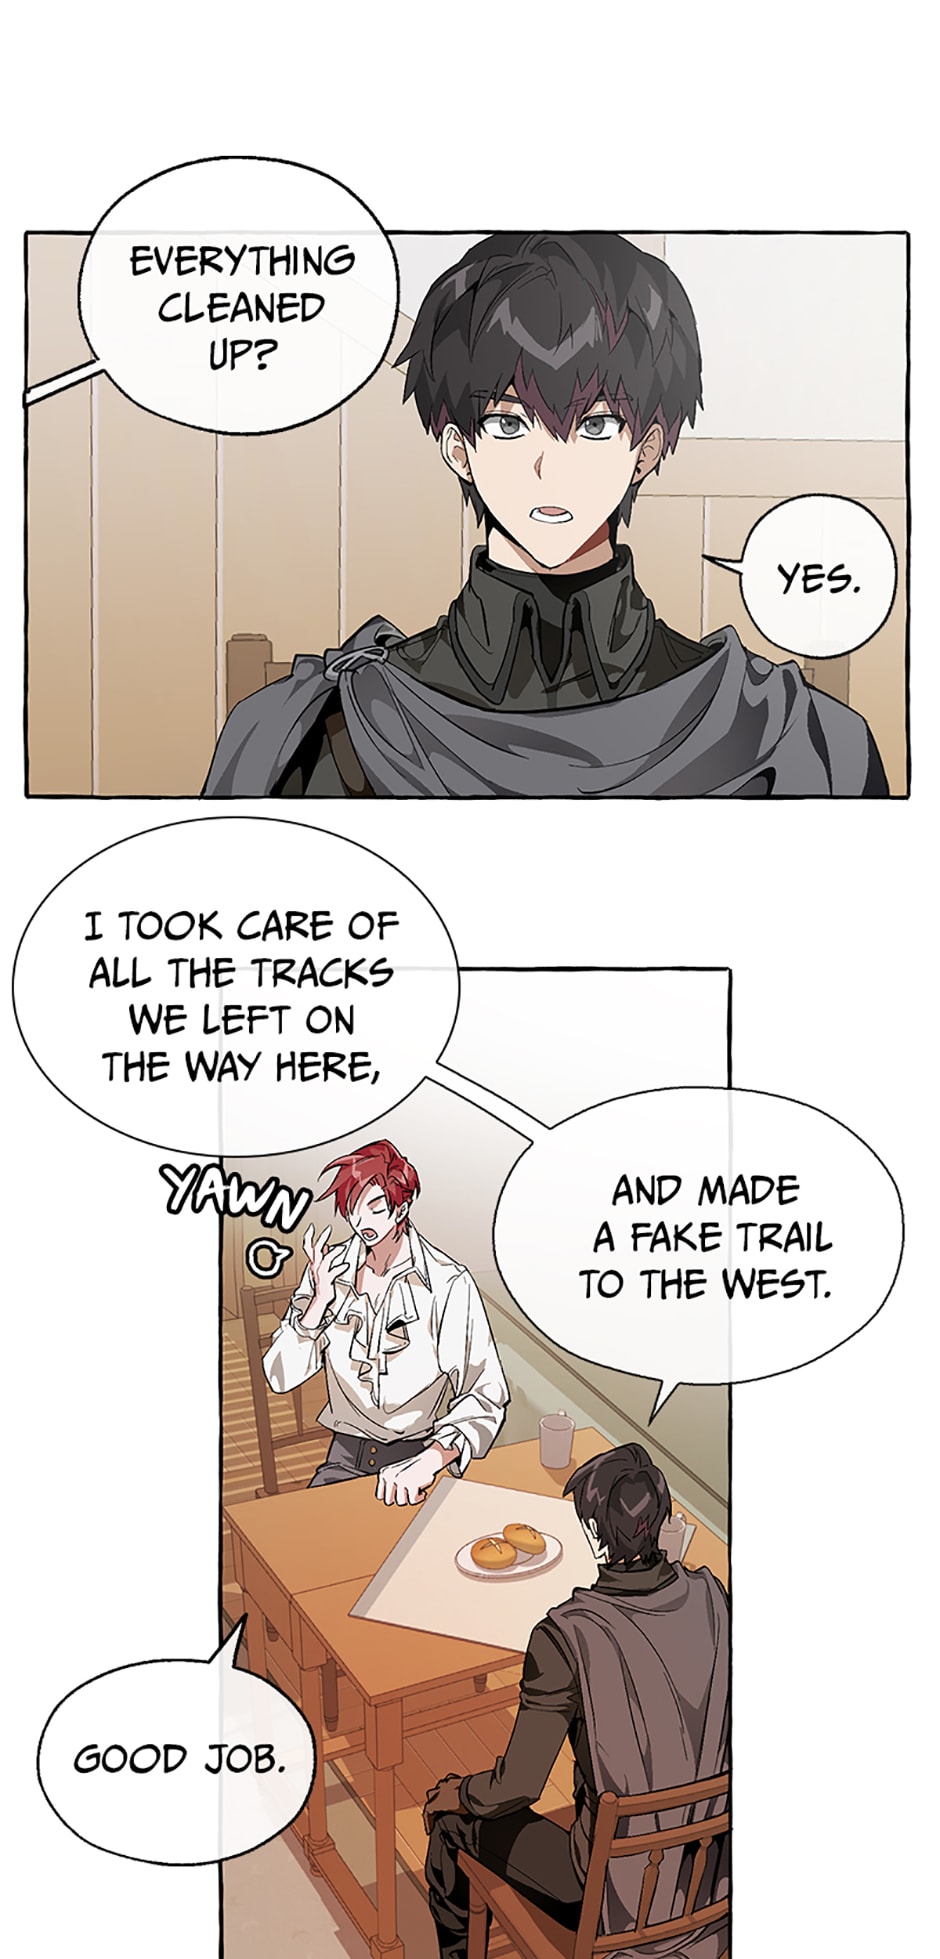 EVERYTHING
CLEANED
UP?
YES.
I TOOK CARE OF
ALL THE TRACKS
WE LEFT ON
THE WAY HERE,
YAWN
AND MADE
A FAKE TRAIL
TO THE WEST.
GOOD JOB.